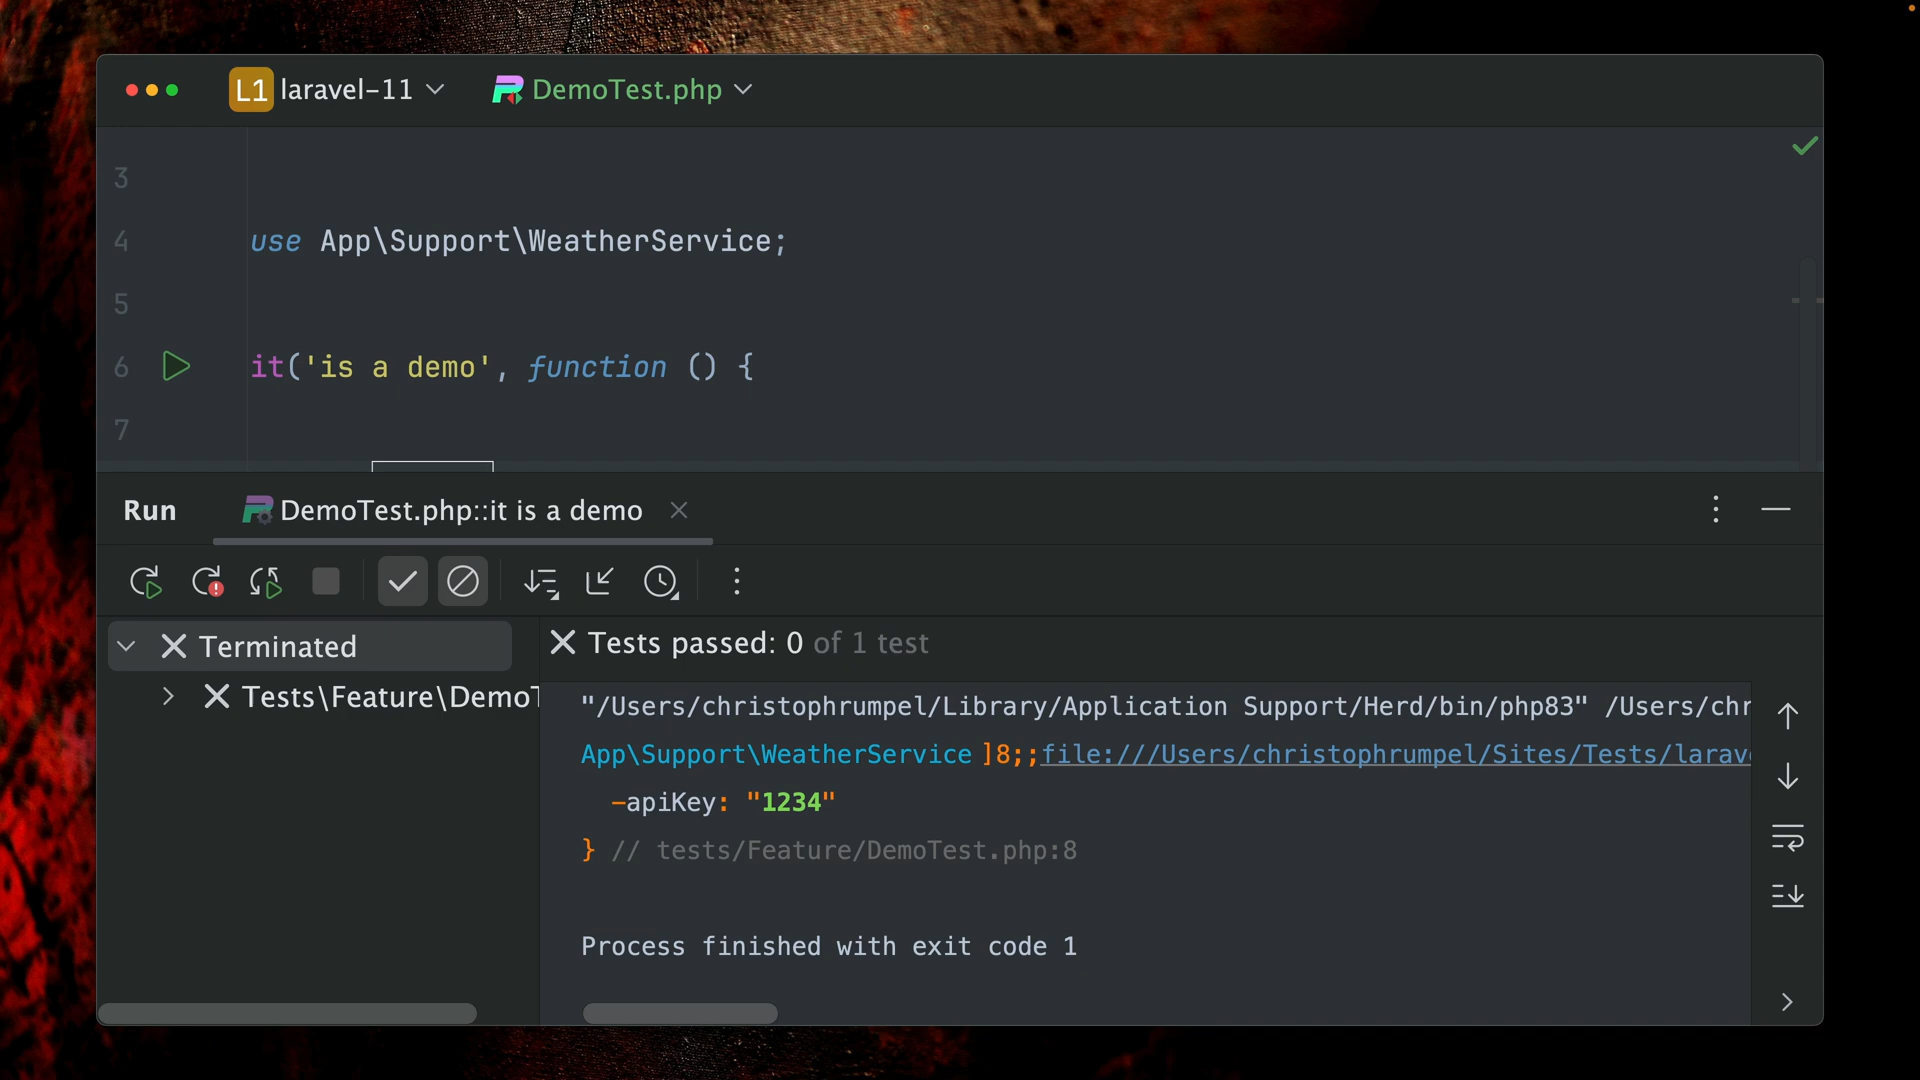 L1 laravel-11 DemoTest.php
3
4 use App\Support\WeatherService;
5
6 it('is a demo', function () {
7
Run DemoTest.php::it is a demo
Terminated
Tests\Feature\Demo
Tests passed: 0 of 1 test
"/Users/christophrumpel/Library/Application Support/Herd/bin/php83" /Users/chr
App\Support\WeatherService ]8;;file:///Users/christophrumpel/Sites/Tests/larav
-apiKey: "1234"
} // tests/Feature/DemoTest.php:8
Process finished with exit code 1